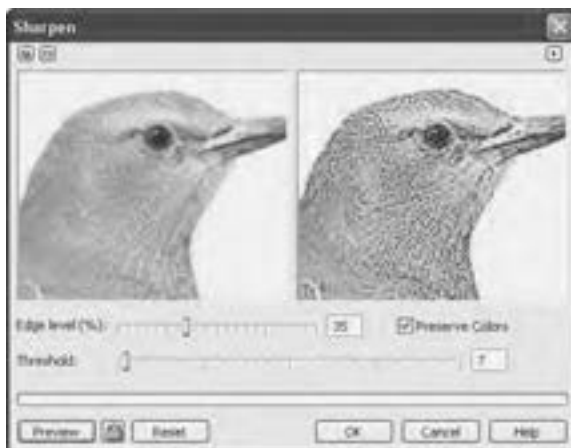 Sharpen
Edge level (%): 35 Preserve Colors
Threshold: 7
Preview Reset OK Cancel Help